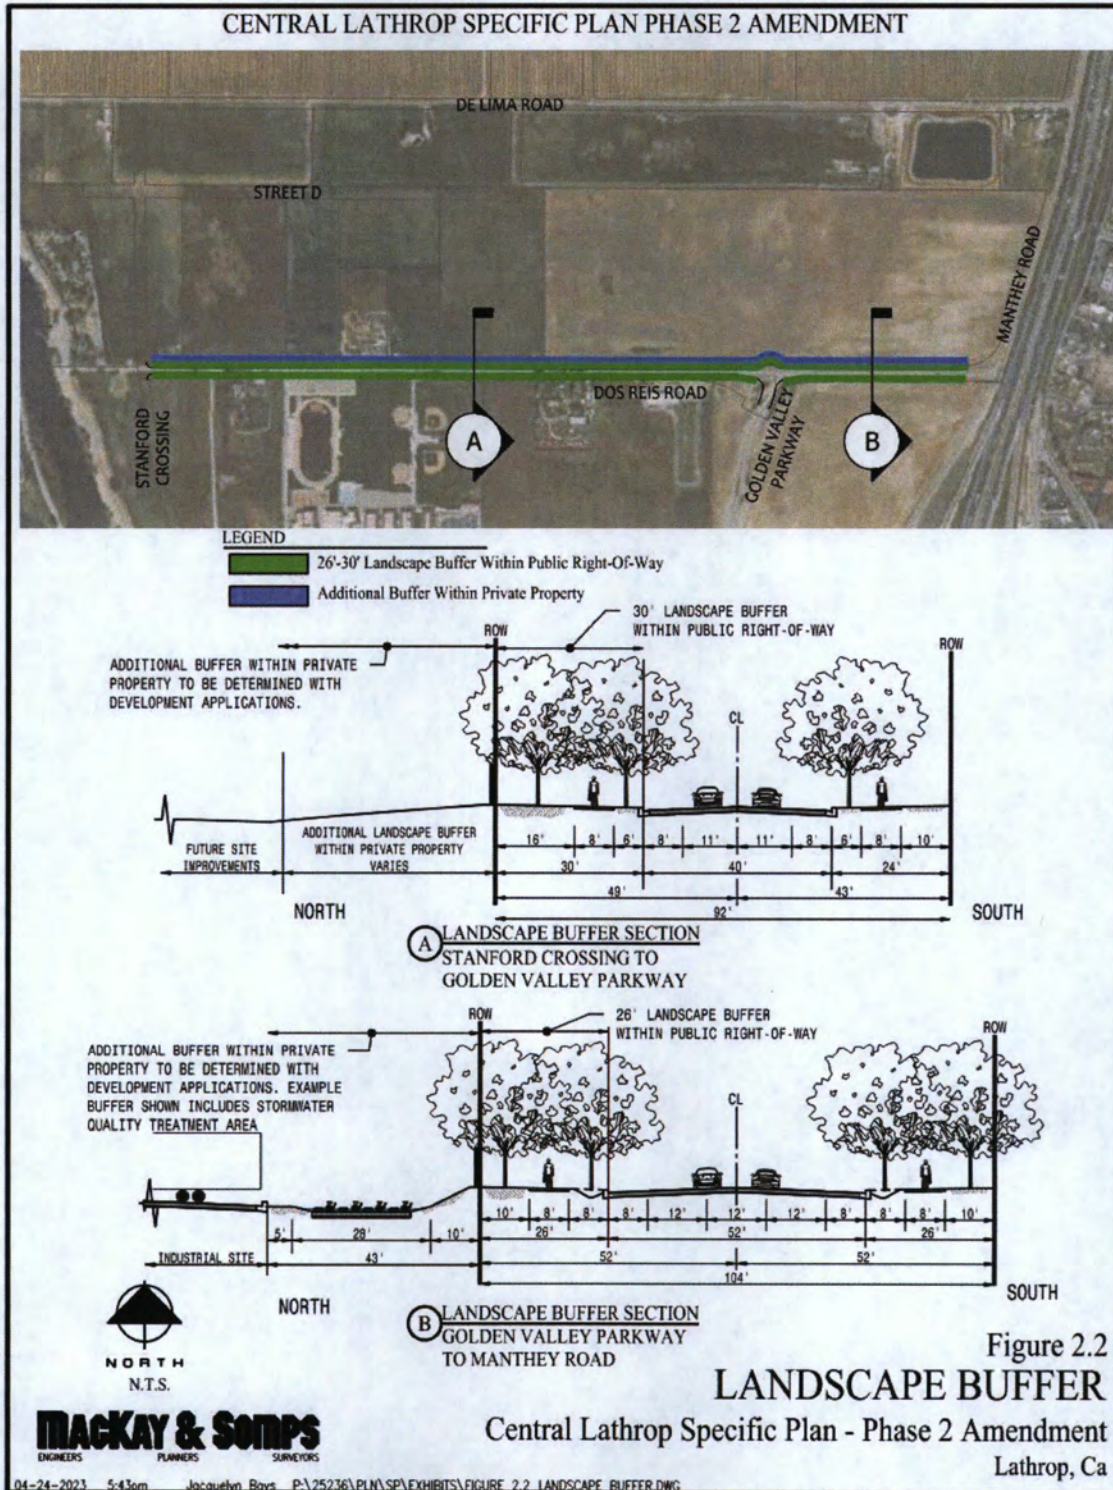 CENTRAL LATHROP SPECIFIC PLAN PHASE 2 AMENDMENT
DE LIMA ROAD
STREET D
MANTHEY ROAD
DOS REIS ROAD
STANFORD
CROSSING
GOLDEN VALLEY
PARKWAY
A
B
LEGEND
26'-30' Landscape Buffer Within Public Right-Of-Way
Additional Buffer Within Private Property
30' LANDSCAPE BUFFER
WITHIN PUBLIC RIGHT-OF-WAY
ROW
ROW
ADDITIONAL BUFFER WITHIN PRIVATE
PROPERTY TO BE DETERMINED WITH
DEVELOPMENT APPLICATIONS.
CL
FUTURE SITE
IMPROVEMENTS
ADDITIONAL LANDSCAPE BUFFER
WITHIN PRIVATE PROPERTY
VARIES
16' 8' 6' 8' 11' 11' 8' 6' 8' 10'
30' 40' 24'
49' 43'
92'
NORTH
SOUTH
A LANDSCAPE BUFFER SECTION
STANFORD CROSSING TO
GOLDEN VALLEY PARKWAY
26' LANDSCAPE BUFFER
WITHIN PUBLIC RIGHT-OF-WAY
ROW
ROW
ADDITIONAL BUFFER WITHIN PRIVATE
PROPERTY TO BE DETERMINED WITH
DEVELOPMENT APPLICATIONS. EXAMPLE
BUFFER SHOWN INCLUDES STORMWATER
QUALITY TREATMENT AREA
CL
10' 8' 8' 8' 12' 12' 12' 8' 8' 8' 10'
5' 28' 10' 26' 52' 26'
INDUSTRIAL SITE 43' 52' 52'
104'
NORTH
SOUTH
B LANDSCAPE BUFFER SECTION
GOLDEN VALLEY PARKWAY
TO MANTHEY ROAD
NORTH
N.T.S.
Figure 2.2
LANDSCAPE BUFFER
Central Lathrop Specific Plan - Phase 2 Amendment
Lathrop, Ca
MACKAY & SOMPS
ENGINEERS PLANNERS SURVEYORS
04-24-2023 5:43pm Jacquelyn Bays P:\25236\PLN\SP\EXHIBITS\FIGURE 2.2 LANDSCAPE BUFFER.DWG